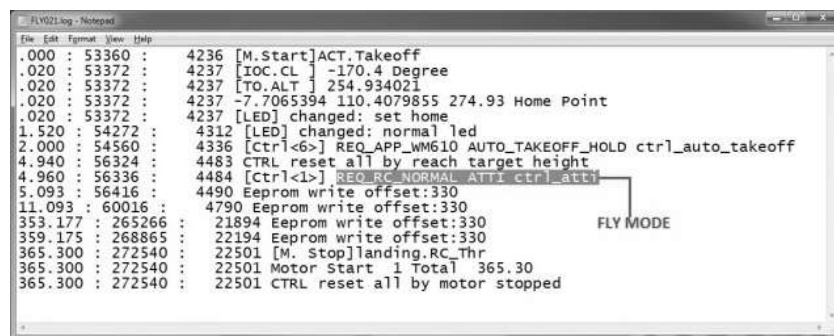 FLY021.log - Notepad
File Edit Format View Help
.000 : 53360 : 4236 [M.Start]ACT.Takeoff
.020 : 53372 : 4237 [IOC.CL ] -170.4 Degree
.020 : 53372 : 4237 [TO.ALT ] 254.934021
.020 : 53372 : 4237 -7.7065394 110.4079855 274.93 Home Point
.020 : 53372 : 4237 [LED] changed: set home
1.520 : 54272 : 4312 [LED] changed: normal led
2.000 : 54560 : 4336 [Ctrl<6>] REQ_APP_WM610 AUTO_TAKEOFF_HOLD ctrl_auto_takeoff
4.940 : 56324 : 4483 CTRL reset all by reach target height
4.960 : 56336 : 4484 [Ctrl<1>] REQ_RC_NORMAL ATTI ctrl_atti
5.093 : 56416 : 4490 Eeprom write offset:330
11.093 : 60016 : 4790 Eeprom write offset:330
353.177 : 265266 : 21894 Eeprom write offset:330
359.175 : 268865 : 22194 Eeprom write offset:330
365.300 : 272540 : 22501 [M. Stop]landing.RC_Thr
365.300 : 272540 : 22501 Motor Start 1 Total 365.30
365.300 : 272540 : 22501 CTRL reset all by motor stopped
FLY MODE